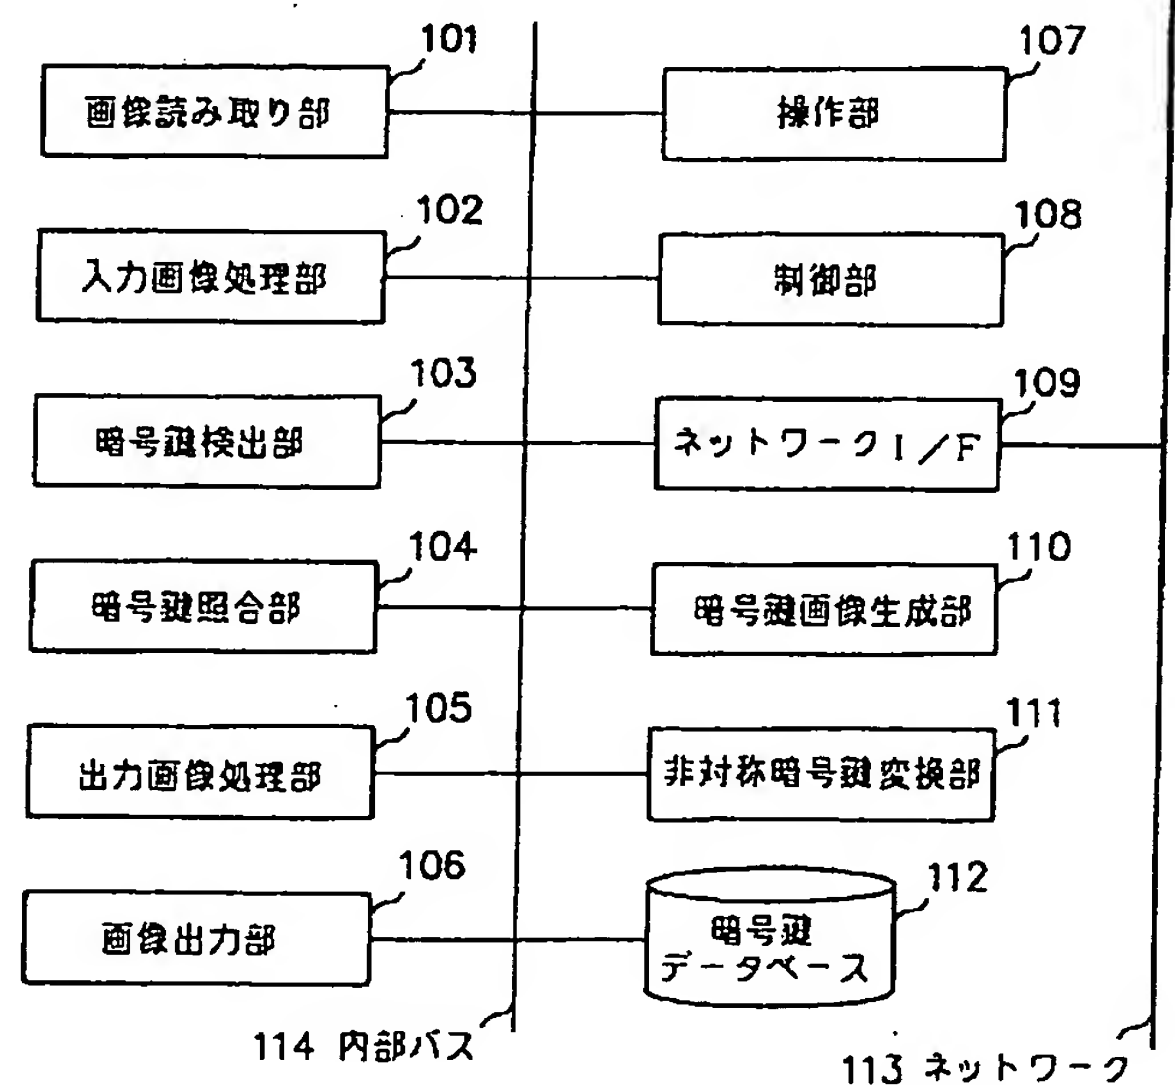 101
画像読み取り部
102
入力画像処理部
103
暗号鍵検出部
104
暗号鍵照合部
105
出力画像処理部
106
画像出力部
107
操作部
108
制御部
109
ネットワークI/F
110
暗号鍵画像生成部
111
非対称暗号鍵変換部
112
暗号鍵
データベース
114 内部バス
113 ネットワーク